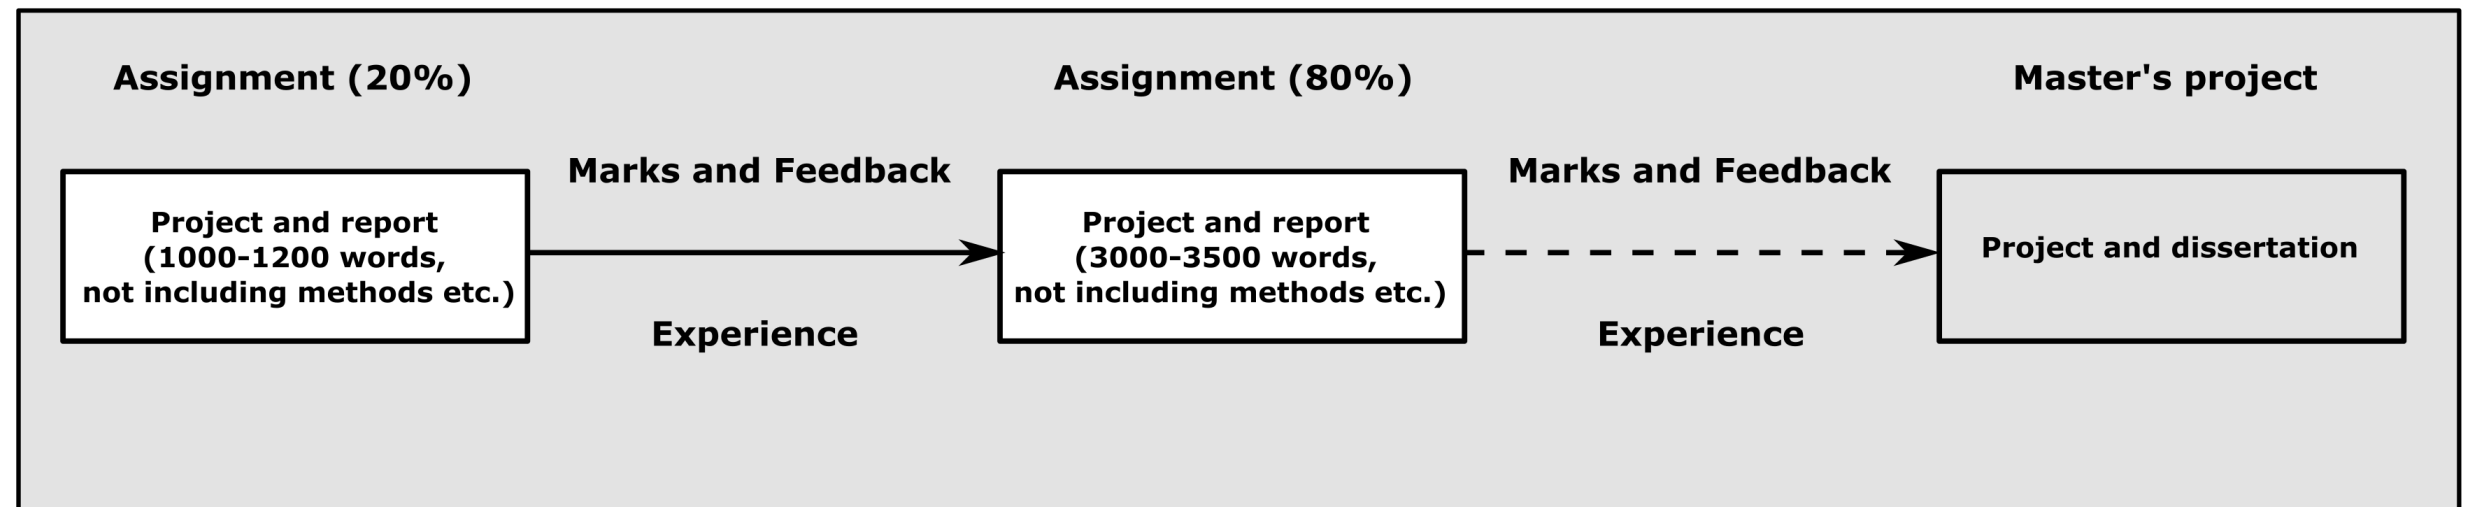 Assignment (20%)
Assignment (80%)
Master's project
Marks and Feedback
Marks and Feedback
Project and report
(1000-1200 words,
not including methods etc.)
Project and report
(3000-3500 words,
not including methods etc.)
Project and dissertation
Experience
Experience